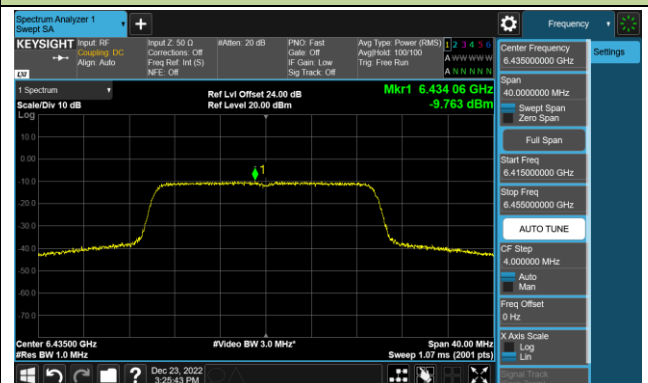 Spectrum Analyzer 1
Swept SA
+
Frequency
KEYSIGHT
Input: RF
Coupling: DC
Align: Auto
Input Z: 50 Ω
Corrections: Off
Freq Ref: Int (S)
NFE: Off
#Atten: 20 dB
PNO: Fast
Gate: Off
IF Gain: Low
Sig Track: Off
Avg Type: Power (RMS)
Avg|Hold: 100/100
Trig: Free Run
1 2 3 4 5 6
A W W W W W
A N N N N N
LXI
Center Frequency
6.435000000 GHz
Settings
Span
40.0000000 MHz
Swept Span
Zero Span
Full Span
Start Freq
6.415000000 GHz
Stop Freq
6.455000000 GHz
AUTO TUNE
CF Step
4.000000 MHz
Auto
Man
Freq Offset
0 Hz
X Axis Scale
Log
Lin
Signal Track
1 Spectrum
Scale/Div 10 dB
Log
Ref Lvl Offset 24.00 dB
Ref Level 20.00 dBm
Mkr1 6.434 06 GHz
-9.763 dBm
10.0
0.00
-10.0
-20.0
-30.0
-40.0
-50.0
-60.0
-70.0
1
Center 6.43500 GHz
#Res BW 1.0 MHz
#Video BW 3.0 MHz*
Span 40.00 MHz
Sweep 1.07 ms (2001 pts)
?
Dec 23, 2022
3:25:43 PM